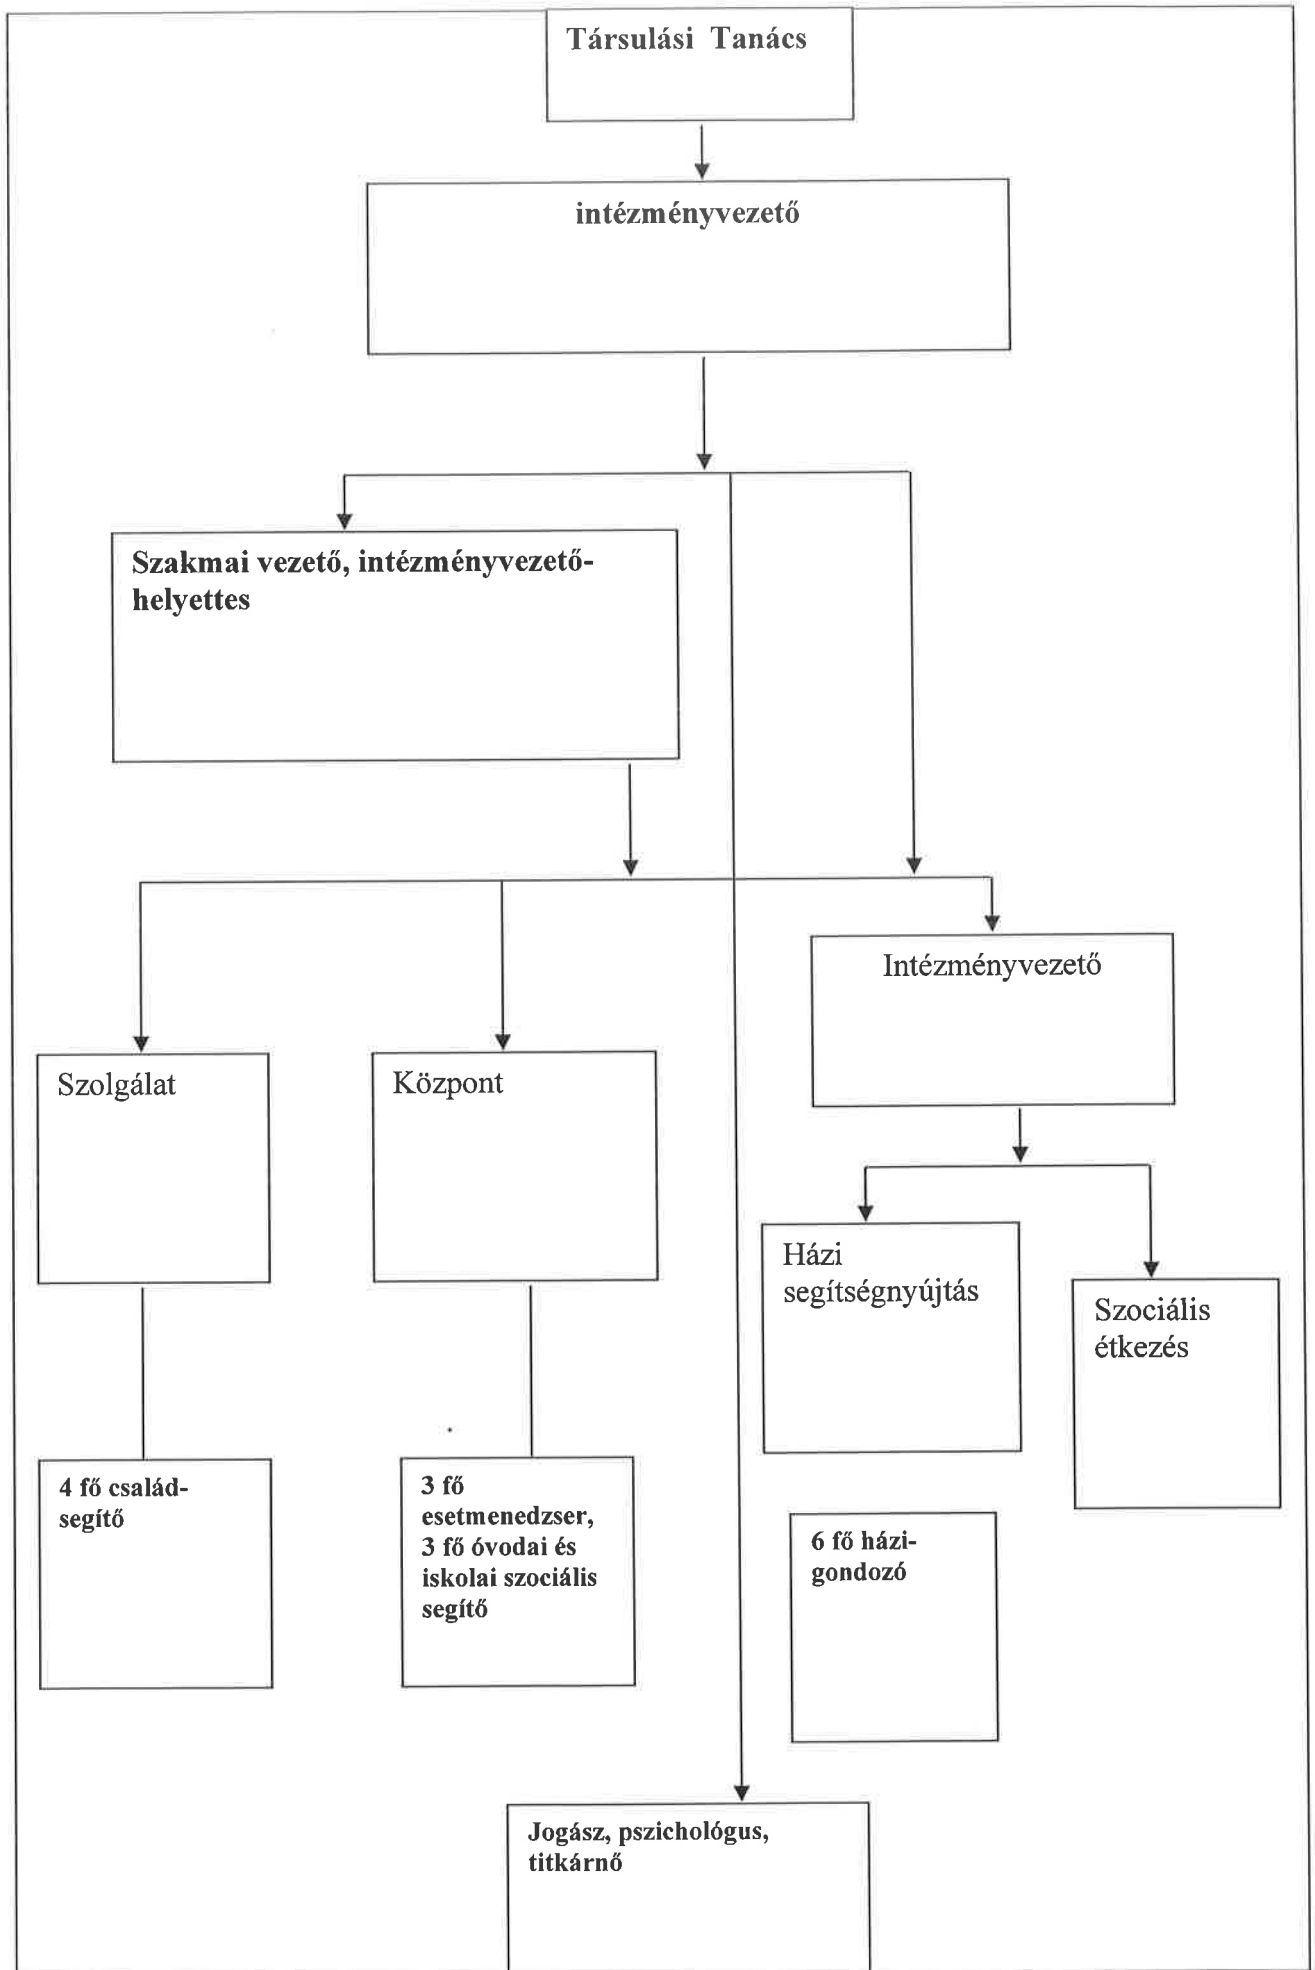 Társulási Tanács
intézményvezető
Szakmai vezető, intézményvezető-
helyettes
Intézményvezető
Szolgálat
Központ
Házi
segítségnyújtás
Szociális
étkezés
4 fő család-
segítő
3 fő
esetmenedzser,
3 fő óvodai és
iskolai szociális
segítő
6 fő házi-
gondozó
Jogász, pszichológus,
titkárnő